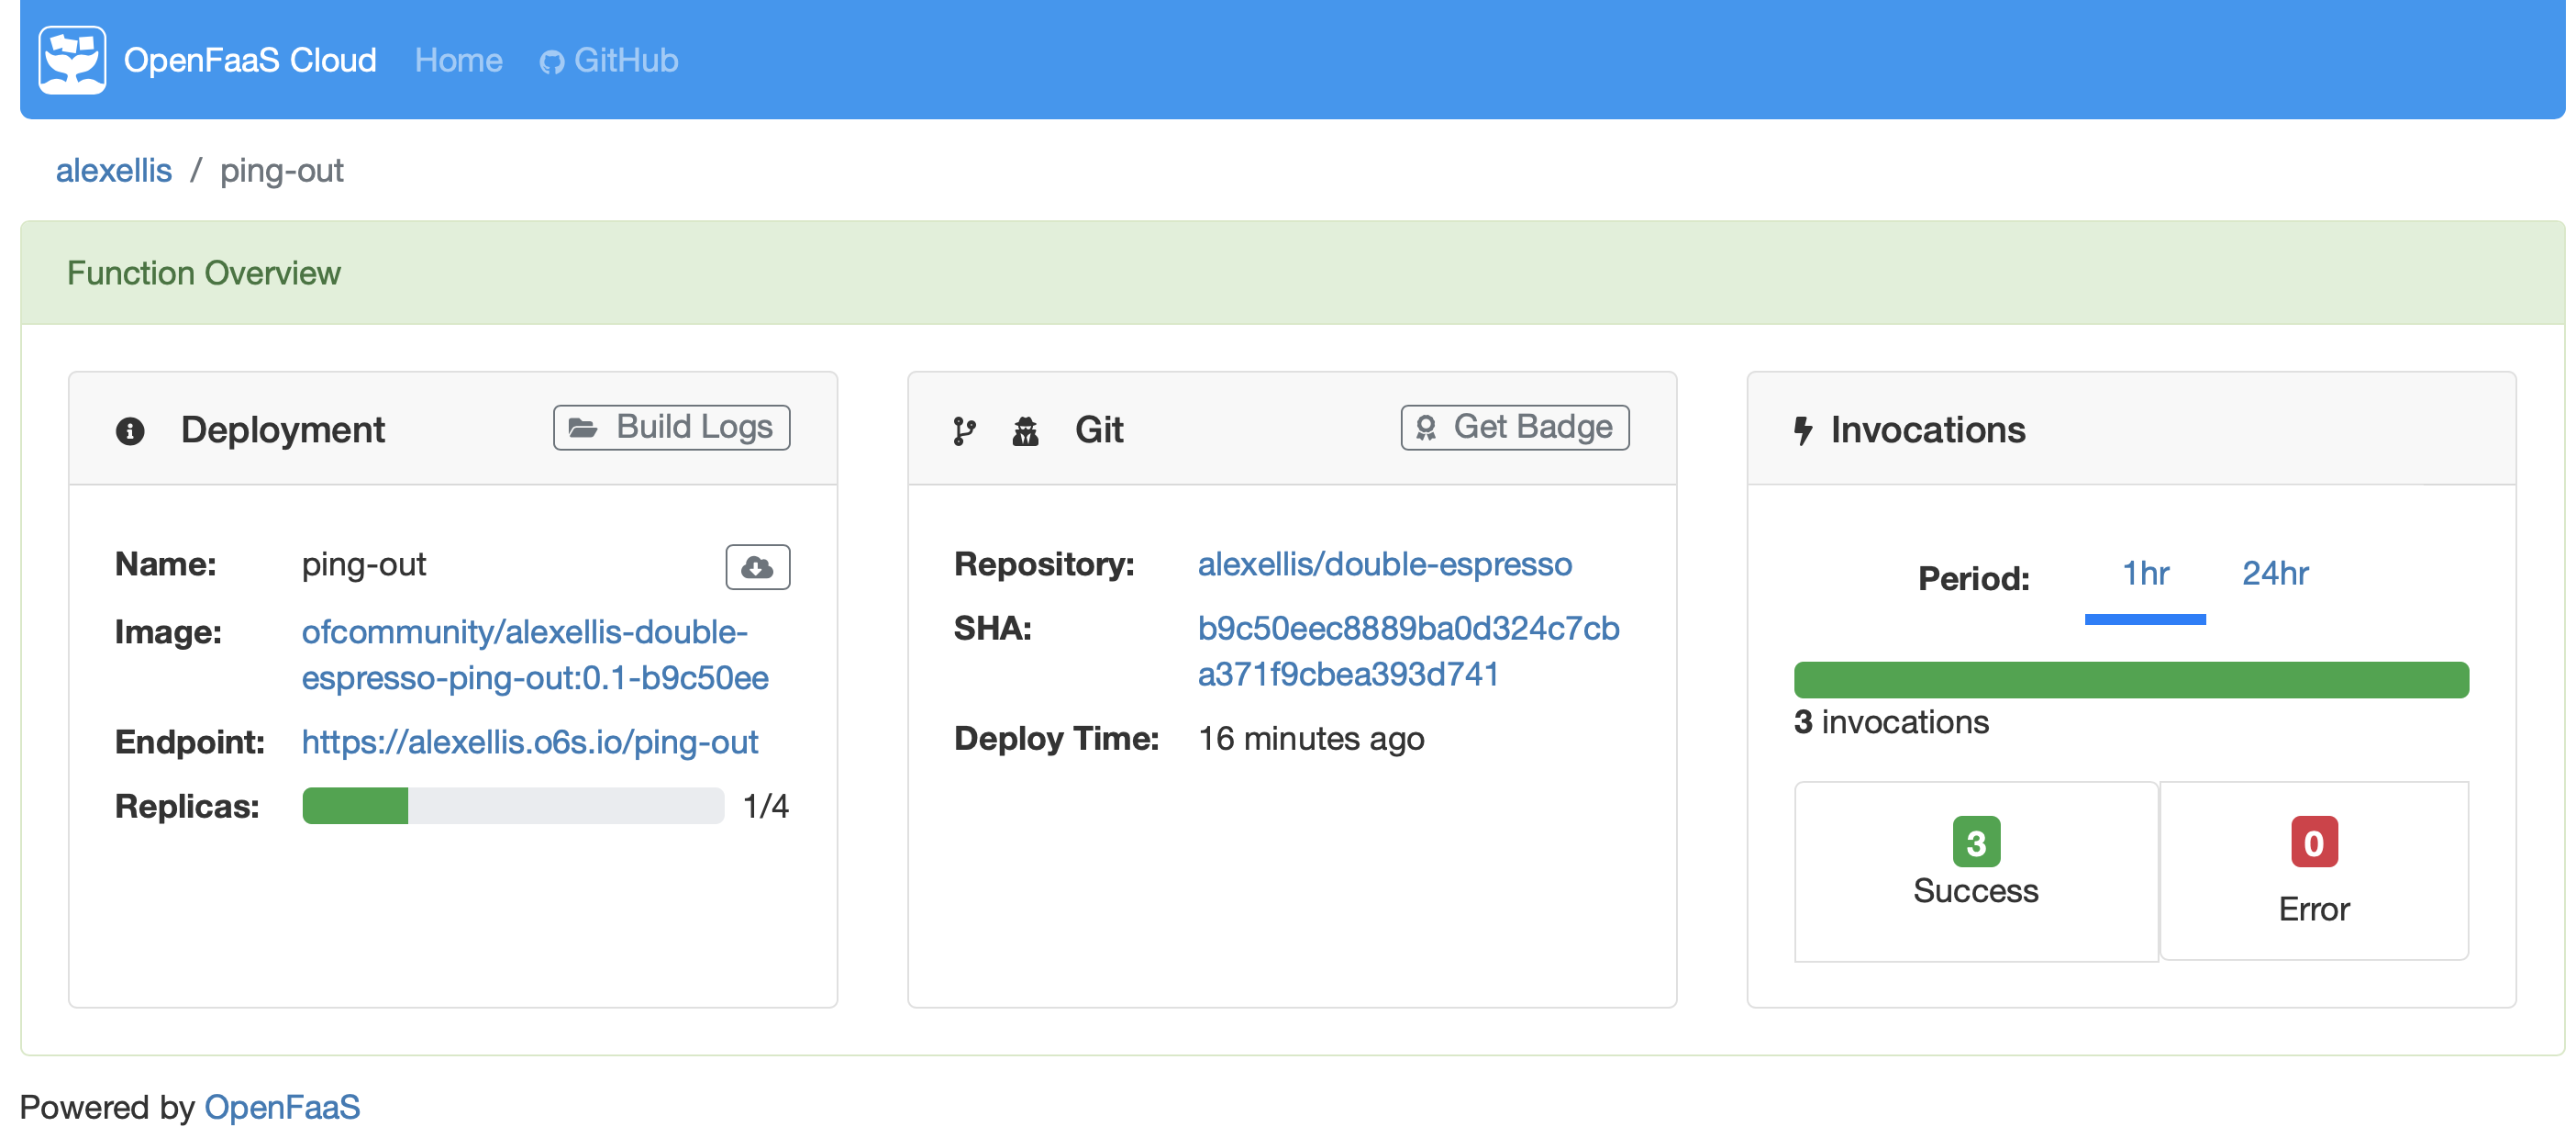 OpenFaaS Cloud Home GitHub
alexellis / ping-out
Function Overview
Deployment Build Logs
Name: ping-out
Image: ofcommunity/alexellis-double-
espresso-ping-out:0.1-b9c50ee
Endpoint: https://alexellis.o6s.io/ping-out
Replicas: 1/4
Git Get Badge
Repository: alexellis/double-espresso
SHA: b9c50eec8889ba0d324c7cb
a371f9cbea393d741
Deploy Time: 16 minutes ago
Invocations
Period: 1hr 24hr
3 invocations
3
Success
0
Error
Powered by OpenFaaS